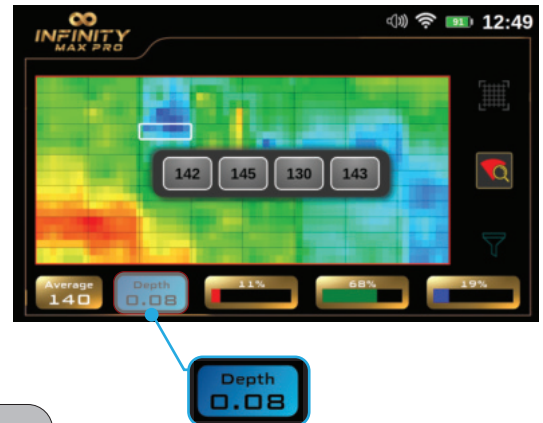 INFINITY
MAX PRO
91 12:49
142 145 130 143
Average
140
Depth
0.08
11%
68%
19%
Depth
0.08